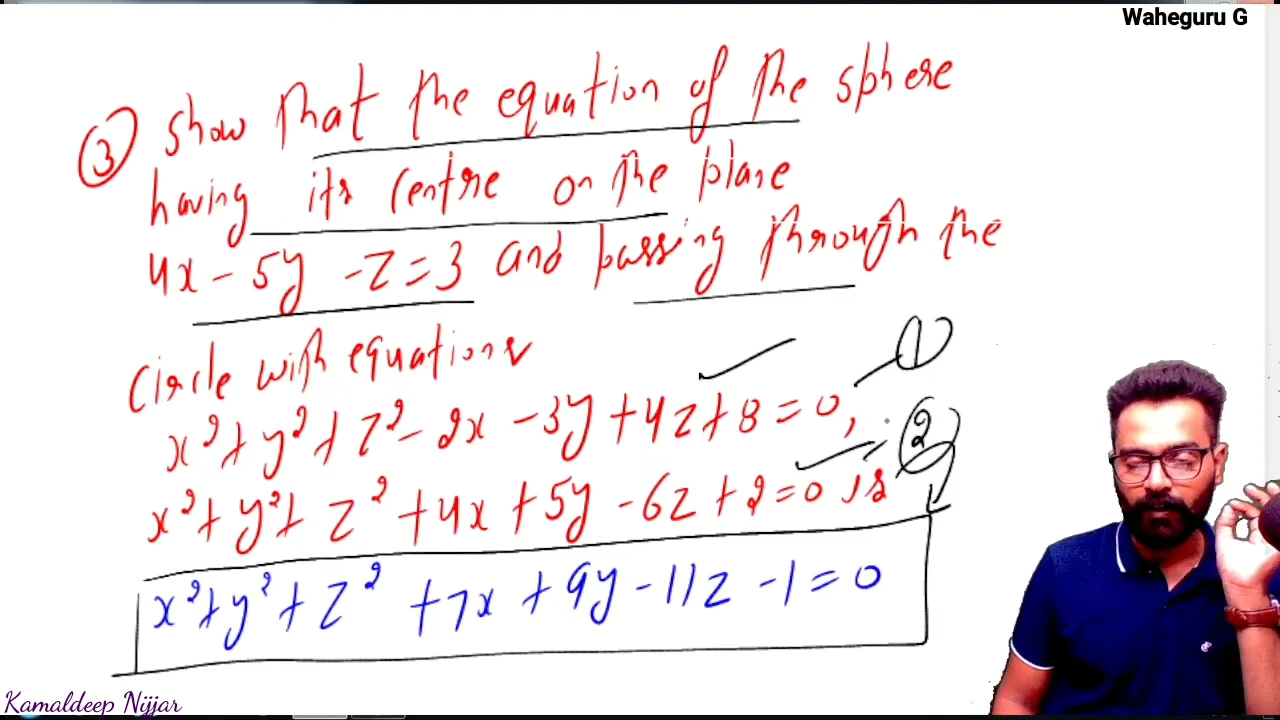 Waheguru G
③ Show that the equation of the sphere
having its centre on the plane
4x - 5y - z = 3 and passing through the
circle with equations
x² + y² + z² - 2x - 3y + 4z + 8 = 0, ①
x² + y² + z² + 4x + 5y - 6z + 2 = 0 is ②
x² + y² + z² + 7x + 9y - 11z - 1 = 0
Kamaldeep Nijjar